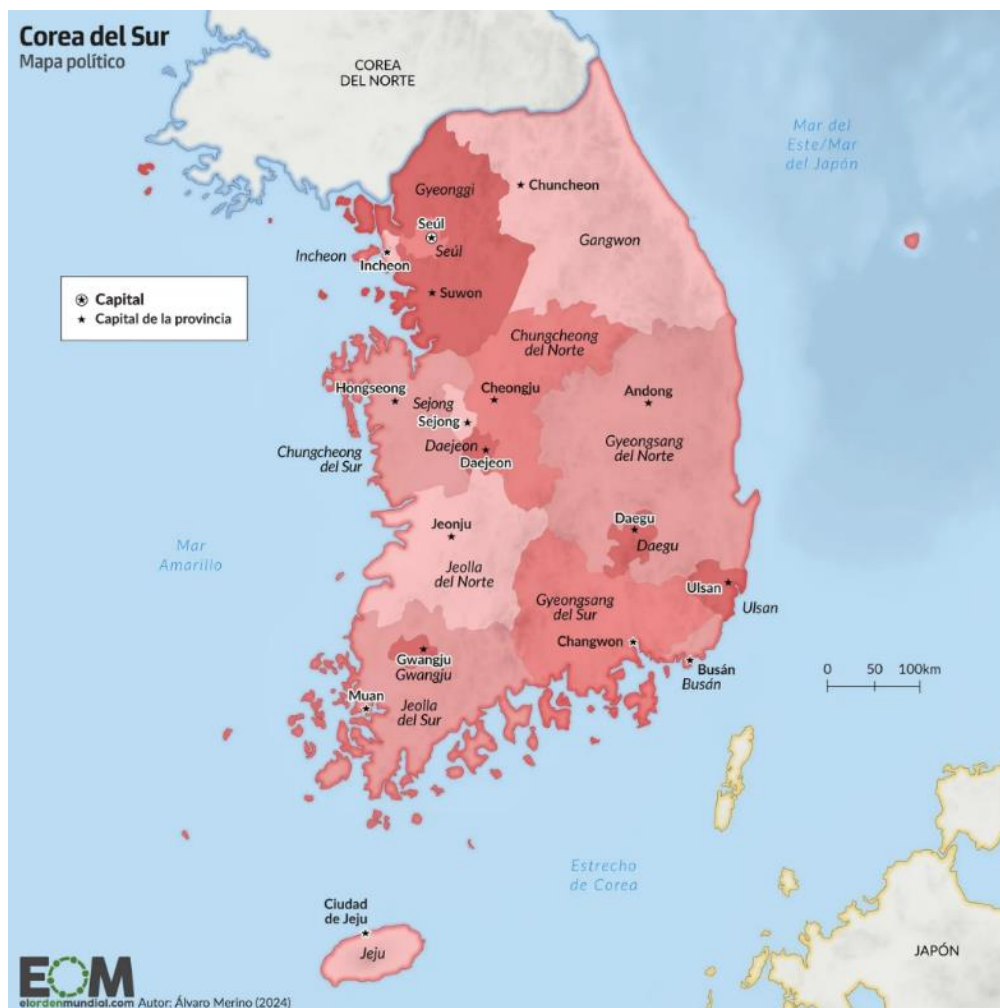 Corea del Sur
Mapa político
COREA
DEL NORTE
Mar del
Este/Mar
del Japón
Gyeonggi
Chuncheon
Seúl
Seúl
Gangwon
Incheon
Incheon
Capital
Capital de la provincia
Suwon
Chungcheong
del Norte
Hongseong
Sejong
Cheongju
Andong
Sejong
Daejeon
Daejeon
Chungcheong
del Sur
Gyeongsang
del Norte
Jeonju
Daegu
Daegu
Mar
Amarillo
Jeolla
del Norte
Ulsan
Ulsan
Gyeongsang
del Sur
Changwon
Gwangju
Gwangju
Busán
Busán
0 50 100km
Muan
Jeolla
del Sur
Estrecho
de Corea
Ciudad
de Jeju
Jeju
JAPÓN
EOM
elordenmundial.com Autor: Álvaro Merino (2024)